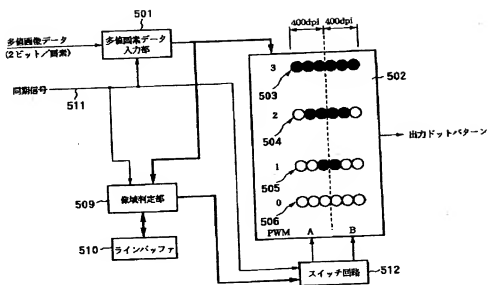 501
400dpi 400dpi
多値画像データ
(2ビット/画素)
多値画素データ
入力部
3
503
502
同期信号
511
2
504
出力ドットパターン
1
505
509
像域判定部
0
506
510
ラインバッファ
PWM A B
スイッチ回路
512